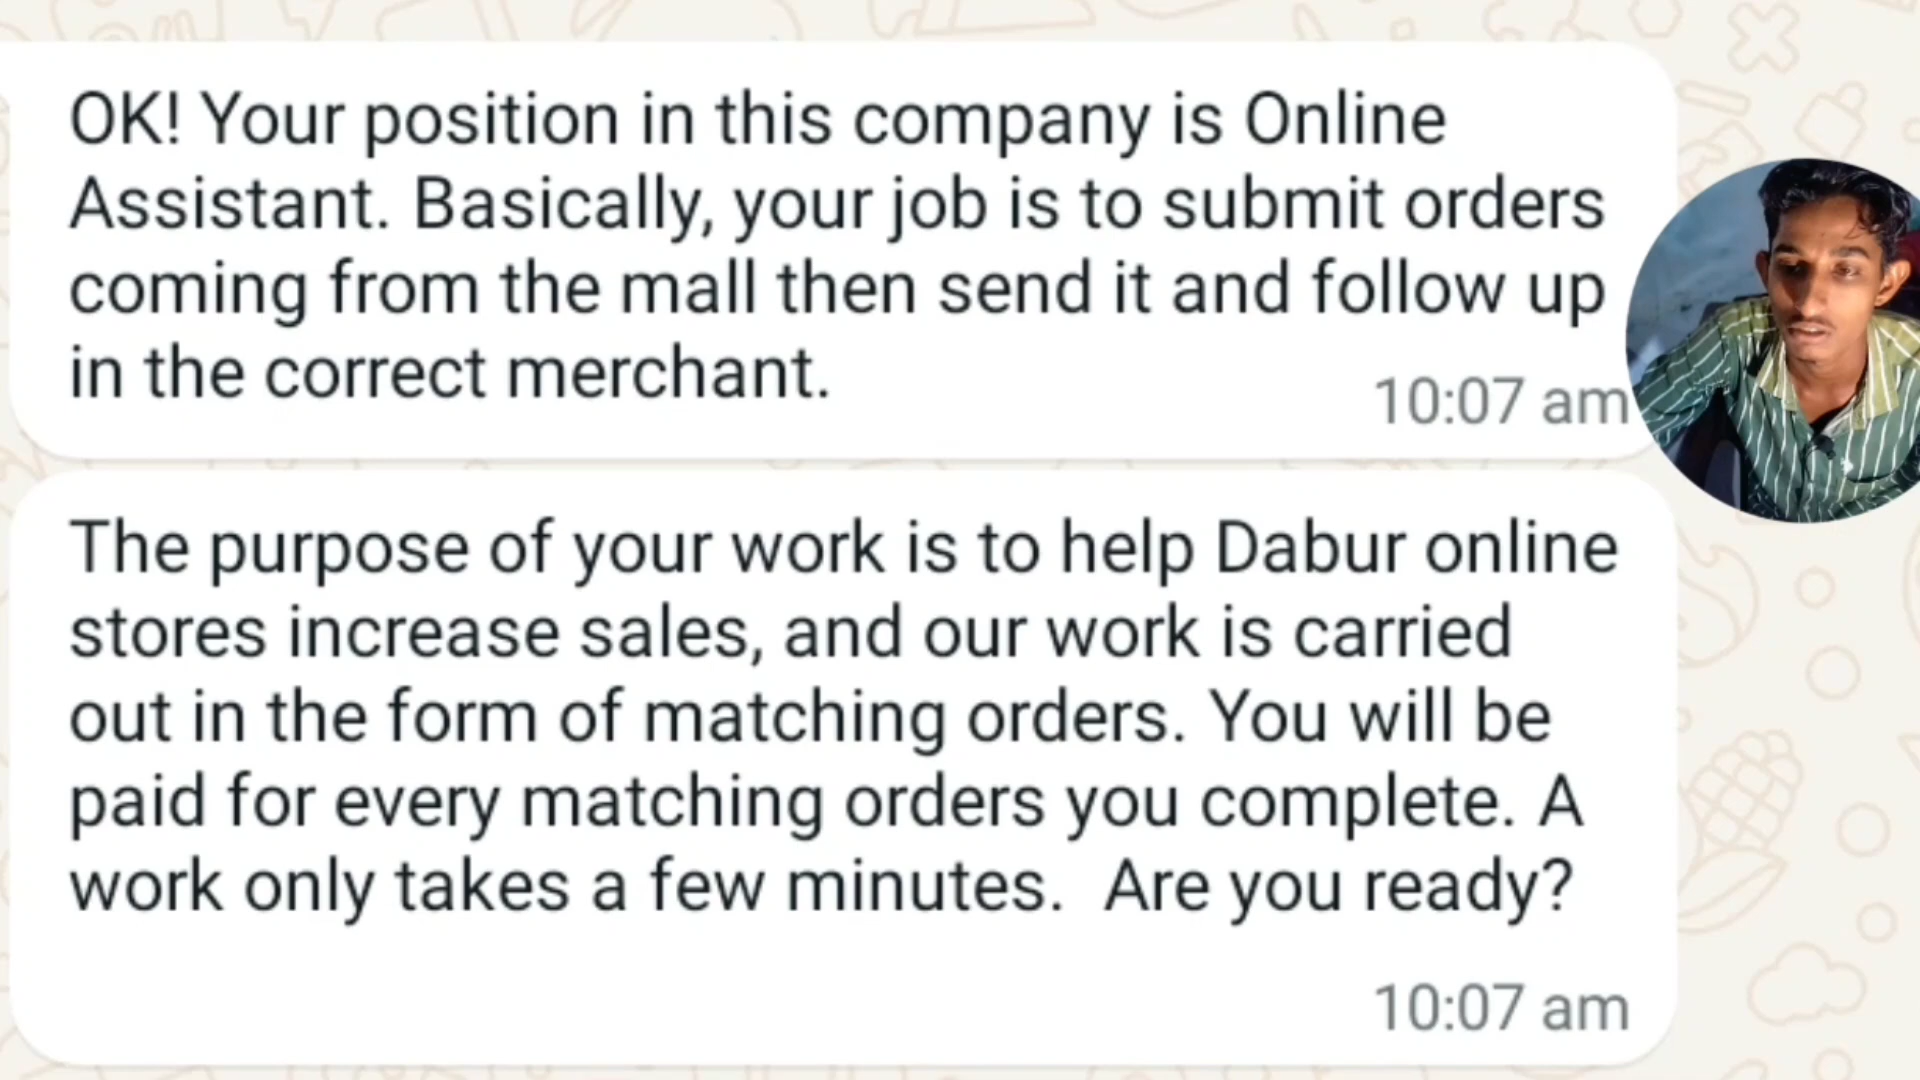 OK! Your position in this company is Online
Assistant. Basically, your job is to submit orders
coming from the mall then send it and follow up
in the correct merchant.
10:07 am
The purpose of your work is to help Dabur online
stores increase sales, and our work is carried
out in the form of matching orders. You will be
paid for every matching orders you complete. A
work only takes a few minutes.  Are you ready?
10:07 am